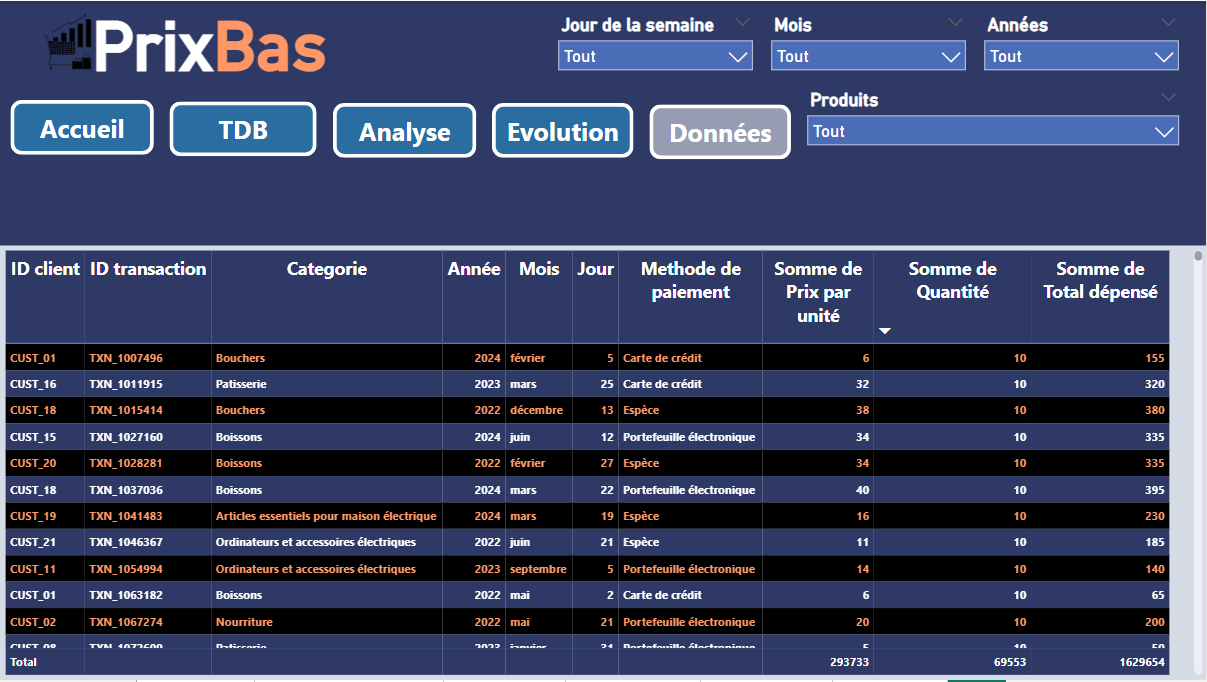 PrixBas
Jour de la semaine Mois Années
Tout Tout Tout
Produits
Tout
Accueil TDB Analyse Evolution Données
ID client ID transaction Categorie Année Mois Jour Methode de paiement Somme de Prix par unité Somme de Quantité Somme de Total dépensé
CUST_01 TXN_1007496 Bouchers 2024 février 5 Carte de crédit 6 10 155
CUST_16 TXN_1011915 Patisserie 2023 mars 25 Carte de crédit 32 10 320
CUST_18 TXN_1015414 Bouchers 2022 décembre 13 Espèce 38 10 380
CUST_15 TXN_1027160 Boissons 2024 juin 12 Portefeuille électronique 34 10 335
CUST_20 TXN_1028281 Boissons 2022 février 27 Espèce 34 10 335
CUST_18 TXN_1037036 Boissons 2024 mars 22 Portefeuille électronique 40 10 395
CUST_19 TXN_1041483 Articles essentiels pour maison électrique 2024 mars 19 Espèce 16 10 230
CUST_21 TXN_1046367 Ordinateurs et accessoires électriques 2022 juin 21 Espèce 11 10 185
CUST_11 TXN_1054994 Ordinateurs et accessoires électriques 2023 septembre 5 Portefeuille électronique 14 10 140
CUST_01 TXN_1063182 Boissons 2022 mai 2 Carte de crédit 6 10 65
CUST_02 TXN_1067274 Nourriture 2022 mai 21 Portefeuille électronique 20 10 200
Patisserie 2023 janvier 31 Portefeuille électronique 10
Total 293733 69553 1629654